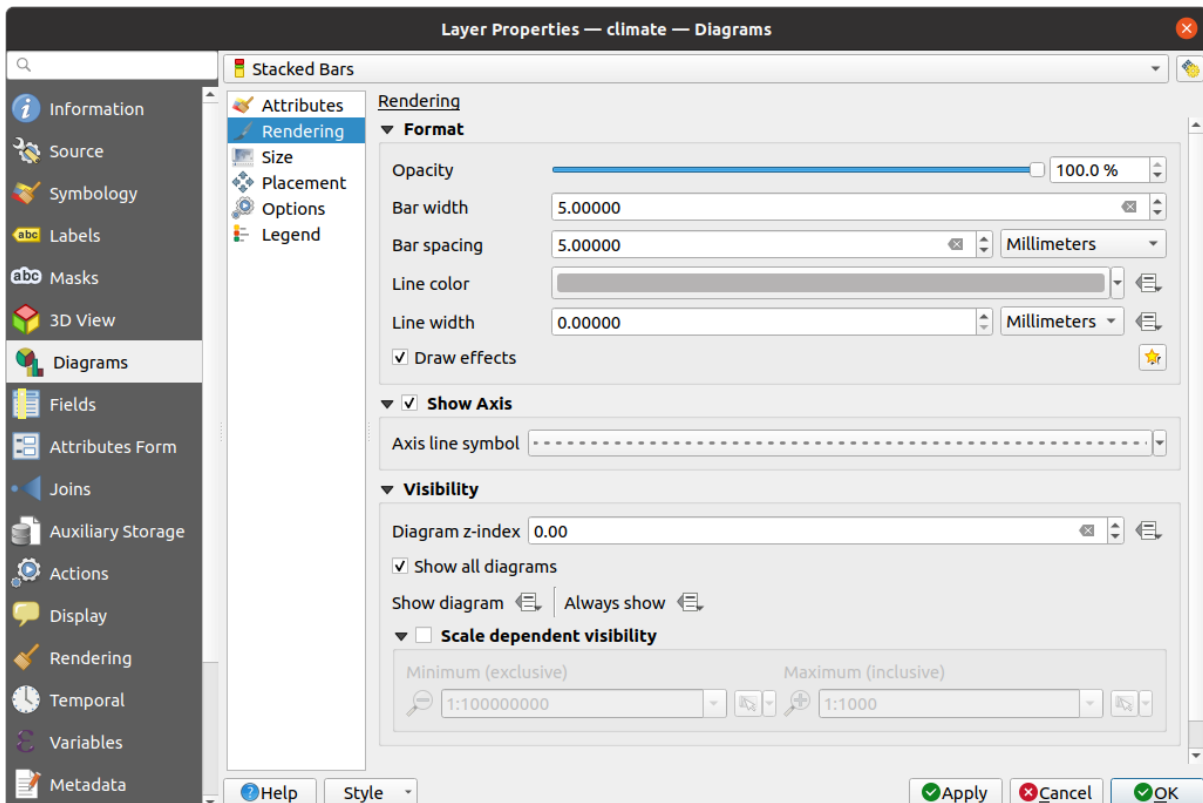 Layer Properties — climate — Diagrams
Stacked Bars
Information
Source
Symbology
abc Labels
abc Masks
3D View
Diagrams
Fields
Attributes Form
Joins
Auxiliary Storage
Actions
Display
Rendering
Temporal
Variables
Metadata
Attributes
Rendering
Size
Placement
Options
Legend
Rendering
Format
Opacity 100.0 %
Bar width 5.00000
Bar spacing 5.00000 Millimeters
Line color
Line width 0.00000 Millimeters
Draw effects
Show Axis
Axis line symbol
Visibility
Diagram z-index 0.00
Show all diagrams
Show diagram Always show
Scale dependent visibility
Minimum (exclusive) Maximum (inclusive)
1:100000000 1:1000
Help Style Apply Cancel OK